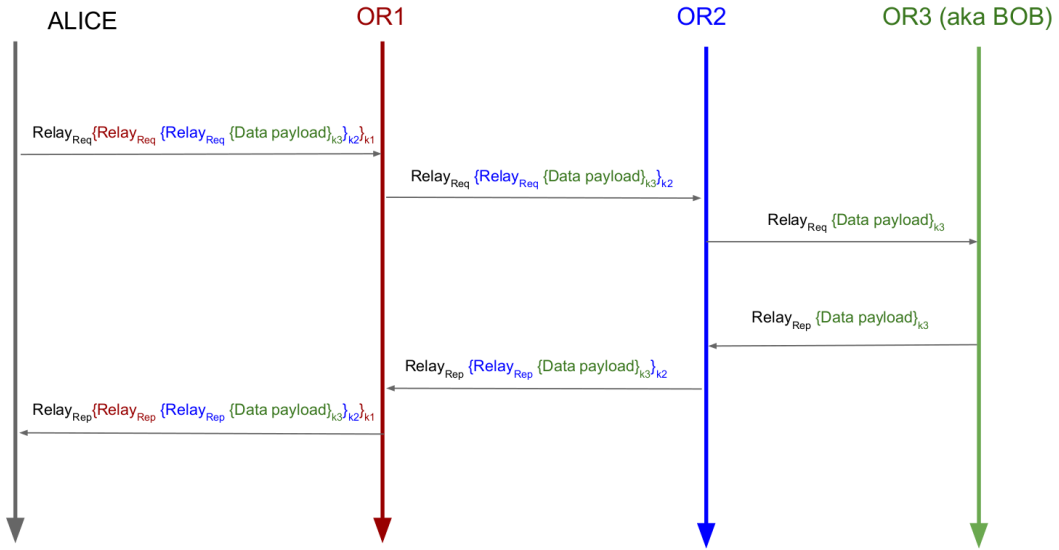 ALICE
OR1
OR2
OR3 (aka BOB)
RelayReq{RelayReq {RelayReq {Data payload}k3}k2}k1
RelayReq {RelayReq {Data payload}k3}k2
RelayReq {Data payload}k3
RelayRep {Data payload}k3
RelayRep {RelayRep {Data payload}k3}k2
RelayRep{RelayRep {RelayRep {Data payload}k3}k2}k1